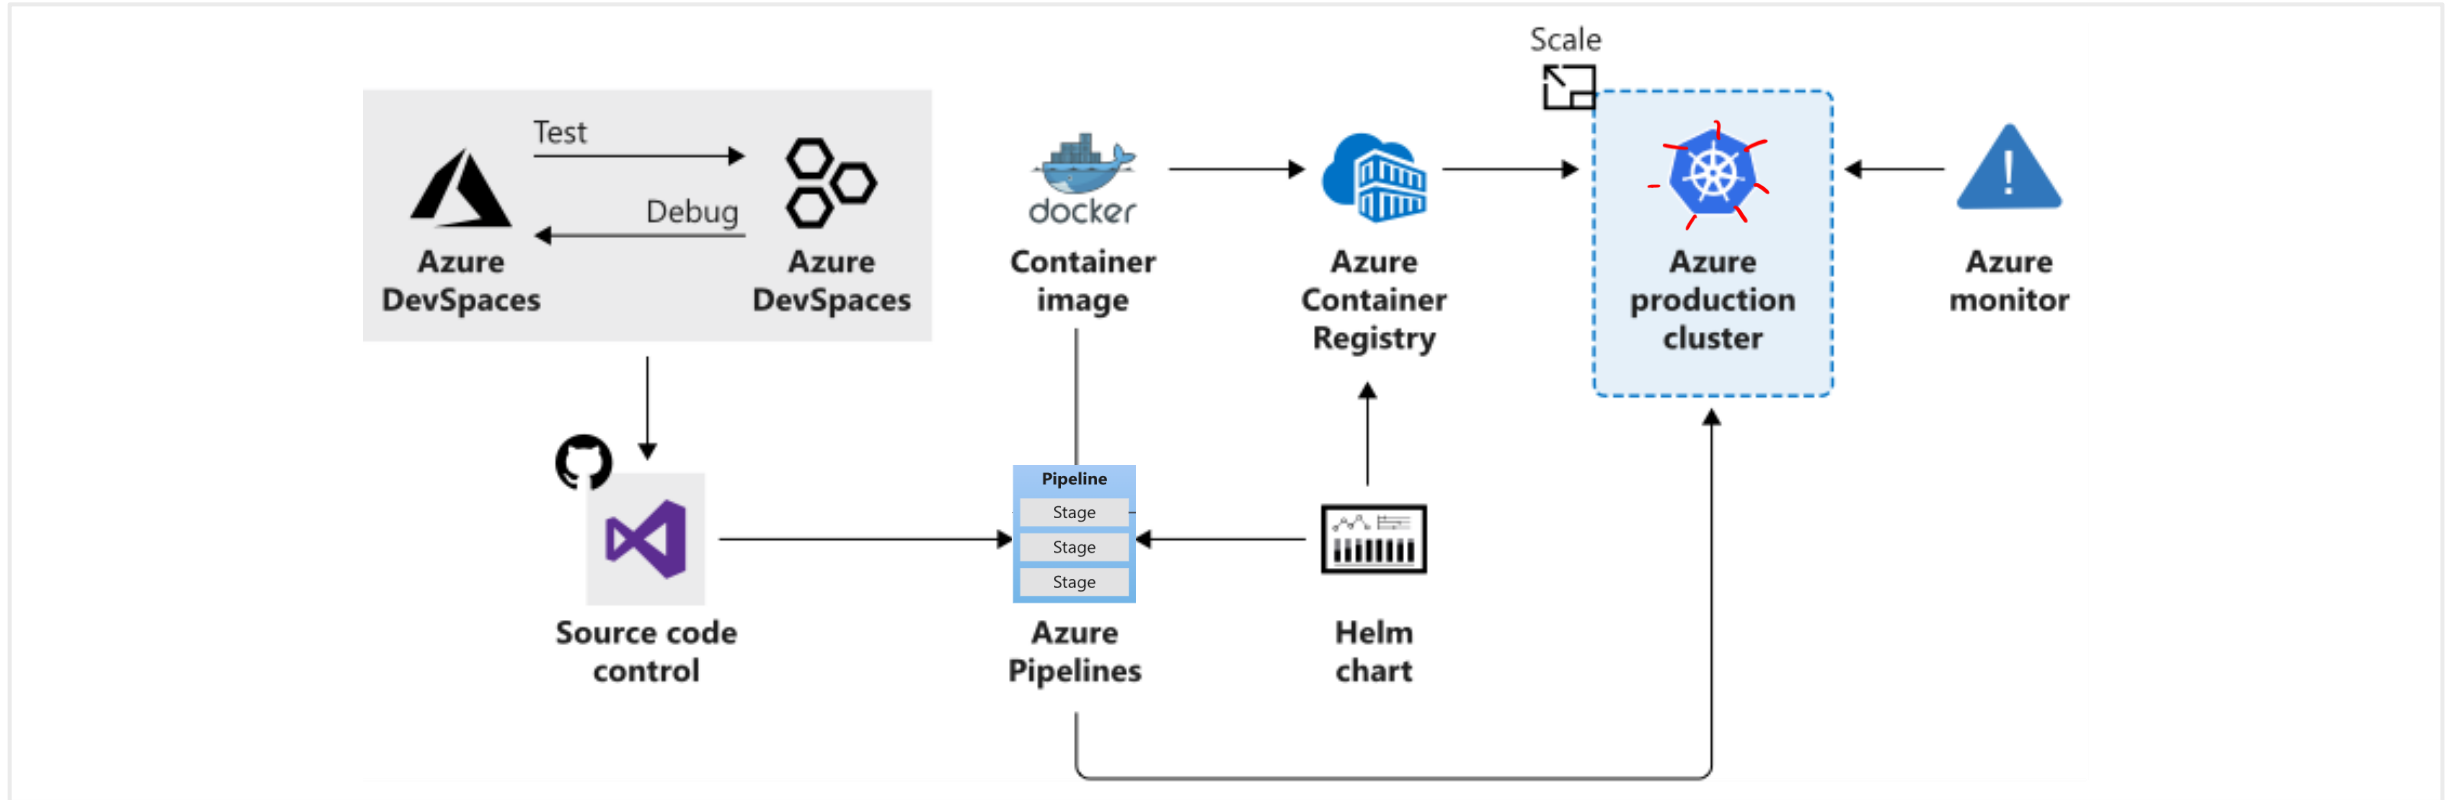 Scale
Test
Debug
Azure
DevSpaces
Azure
DevSpaces
docker
Container
image
Azure
Container
Registry
Azure
production
cluster
Azure
monitor
Source code
control
Pipeline
Stage
Stage
Stage
Azure
Pipelines
Helm
chart